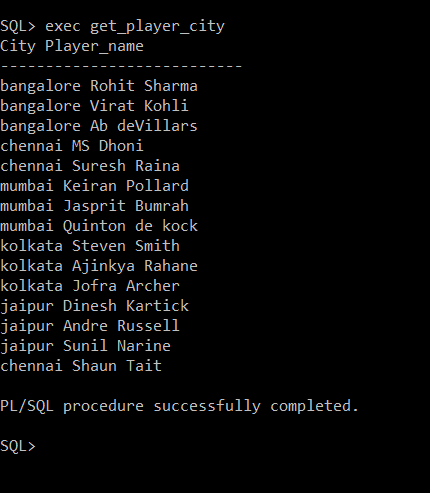 SQL> exec get_player_city
City Player_name
---------------------------
bangalore Rohit Sharma
bangalore Virat Kohli
bangalore Ab deVillars
chennai MS Dhoni
chennai Suresh Raina
mumbai Keiran Pollard
mumbai Jasprit Bumrah
mumbai Quinton de kock
kolkata Steven Smith
kolkata Ajinkya Rahane
kolkata Jofra Archer
jaipur Dinesh Kartick
jaipur Andre Russell
jaipur Sunil Narine
chennai Shaun Tait
PL/SQL procedure successfully completed.
SQL>